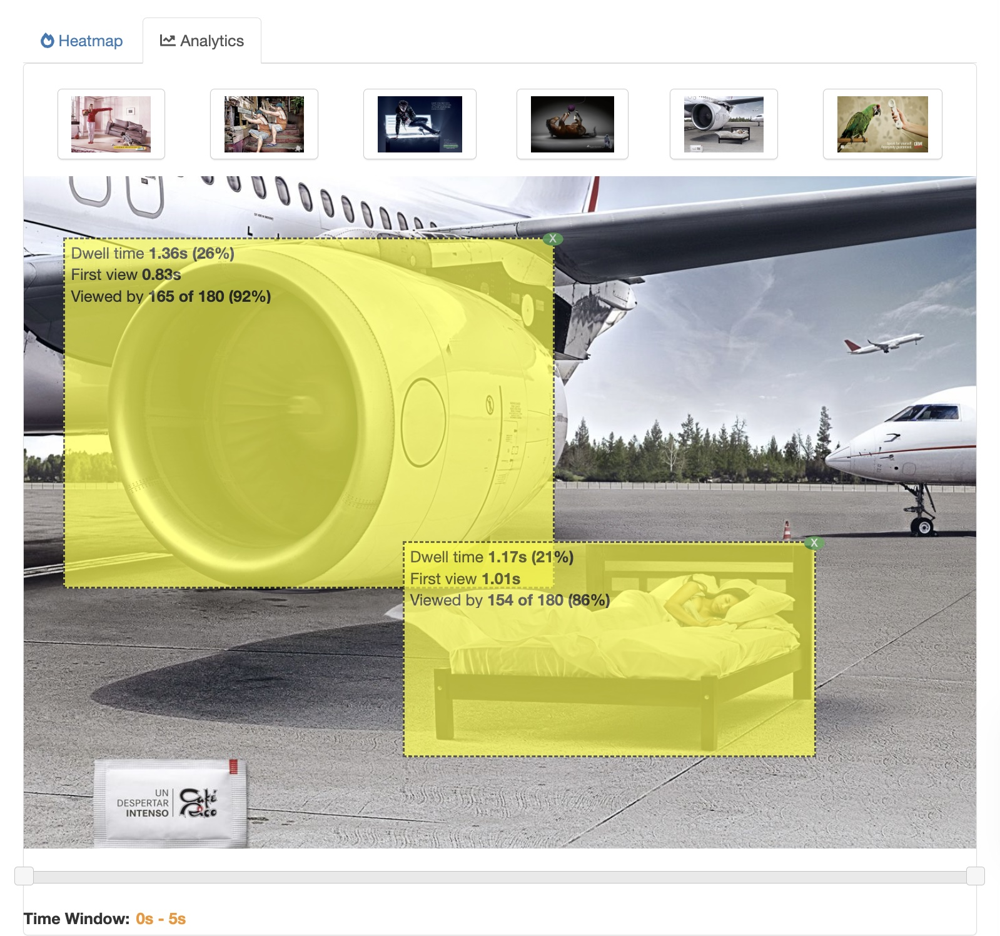 Heatmap
Analytics
Dwell time 1.36s (26%)
First view 0.83s
Viewed by 165 of 180 (92%)
X
Dwell time 1.17s (21%)
First view 1.01s
Viewed by 154 of 180 (86%)
X
UN
DESPERTAR
INTENSO
Café
Rico
Time Window: 0s - 5s